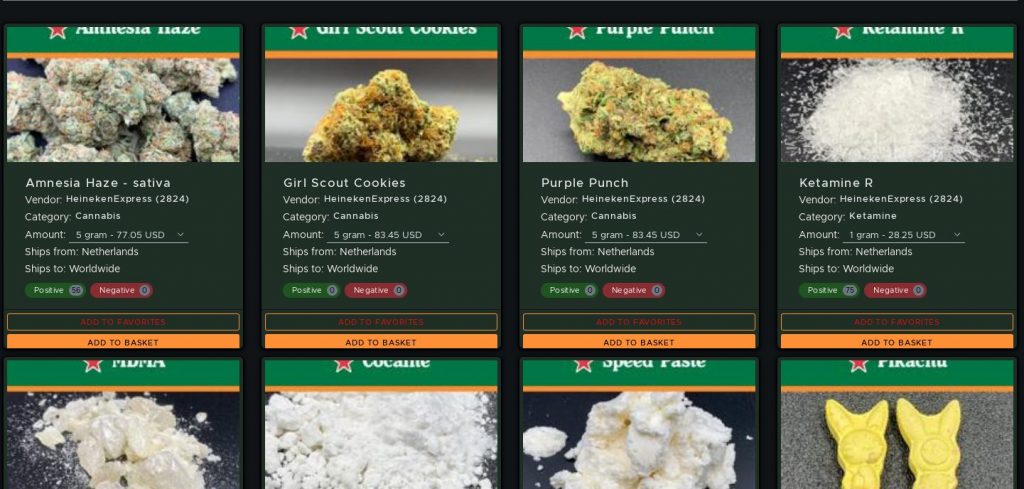 Amnesia Haze
Girl Scout Cookies
Purple Punch
Ketamine R
Amnesia Haze - sativa
Vendor: HeinekenExpress (2824)
Category: Cannabis
Amount: 5 gram - 77.05 USD
Ships from: Netherlands
Ships to: Worldwide
Positive 56 Negative 0
ADD TO FAVORITES
ADD TO BASKET
Girl Scout Cookies
Vendor: HeinekenExpress (2824)
Category: Cannabis
Amount: 5 gram - 83.45 USD
Ships from: Netherlands
Ships to: Worldwide
Positive 0 Negative 0
ADD TO FAVORITES
ADD TO BASKET
Purple Punch
Vendor: HeinekenExpress (2824)
Category: Cannabis
Amount: 5 gram - 83.45 USD
Ships from: Netherlands
Ships to: Worldwide
Positive 0 Negative 0
ADD TO FAVORITES
ADD TO BASKET
Ketamine R
Vendor: HeinekenExpress (2824)
Category: Ketamine
Amount: 1 gram - 28.25 USD
Ships from: Netherlands
Ships to: Worldwide
Positive 75 Negative 0
ADD TO FAVORITES
ADD TO BASKET
MDMA
Cocaine
Speed Paste
Pikachu